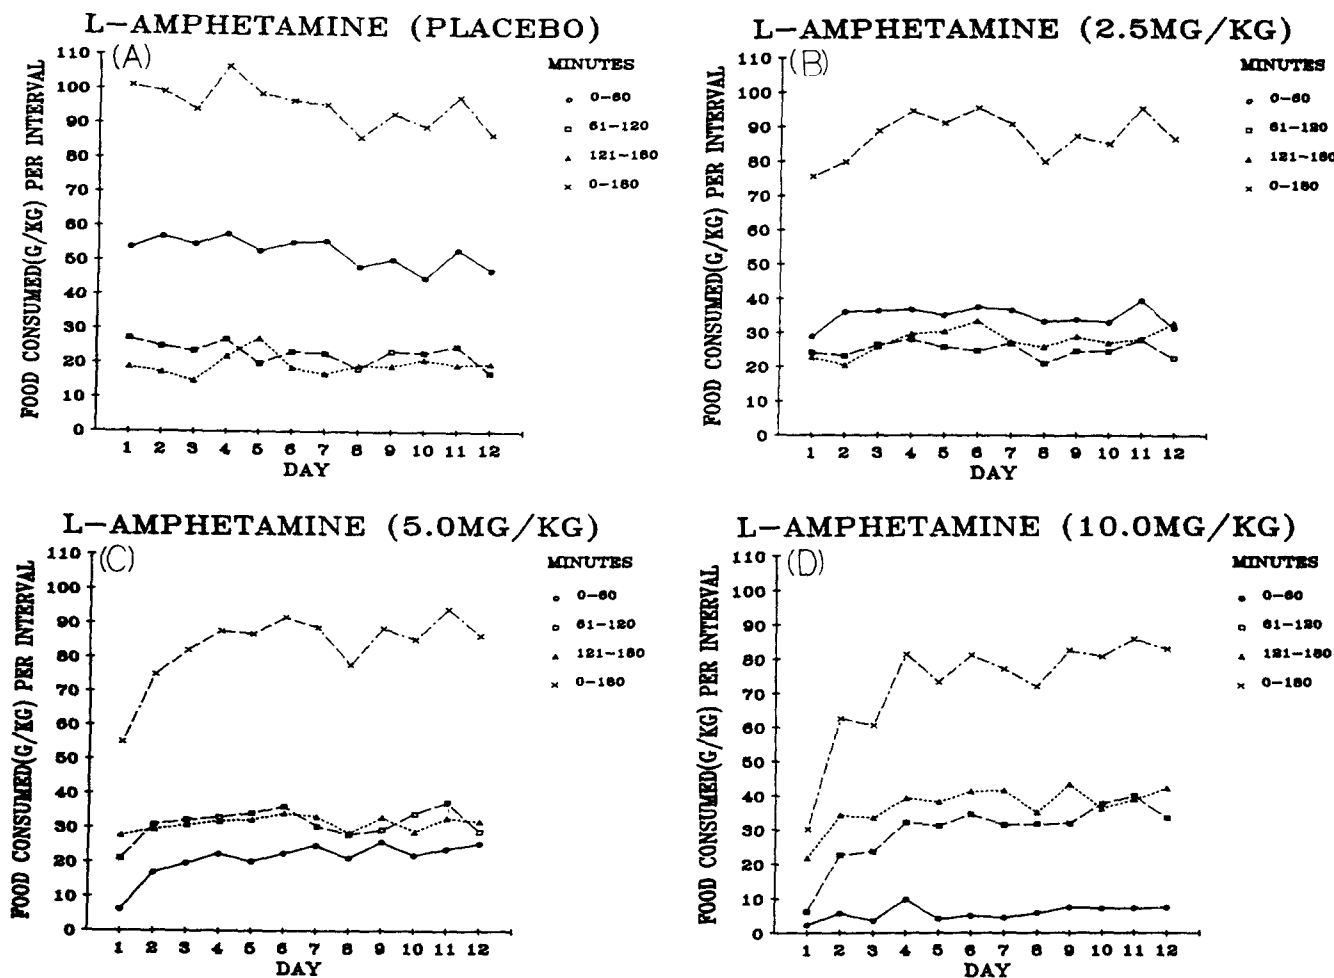 L-AMPHETAMINE (PLACEBO)
(A)
FOOD CONSUMED(G/KG) PER INTERVAL
110
100
90
80
70
60
50
40
30
20
10
0
1 2 3 4 5 6 7 8 9 10 11 12
DAY
MINUTES
0-60
61-120
121-180
0-180
L-AMPHETAMINE (2.5MG/KG)
(B)
FOOD CONSUMED(G/KG) PER INTERVAL
110
100
90
80
70
60
50
40
30
20
10
0
1 2 3 4 5 6 7 8 9 10 11 12
DAY
MINUTES
0-60
61-120
121-180
0-180
L-AMPHETAMINE (5.0MG/KG)
(C)
FOOD CONSUMED(G/KG) PER INTERVAL
110
100
90
80
70
60
50
40
30
20
10
0
1 2 3 4 5 6 7 8 9 10 11 12
DAY
MINUTES
0-60
61-120
121-180
0-180
L-AMPHETAMINE (10.0MG/KG)
(D)
FOOD CONSUMED(G/KG) PER INTERVAL
110
100
90
80
70
60
50
40
30
20
10
0
1 2 3 4 5 6 7 8 9 10 11 12
DAY
MINUTES
0-60
61-120
121-180
0-180